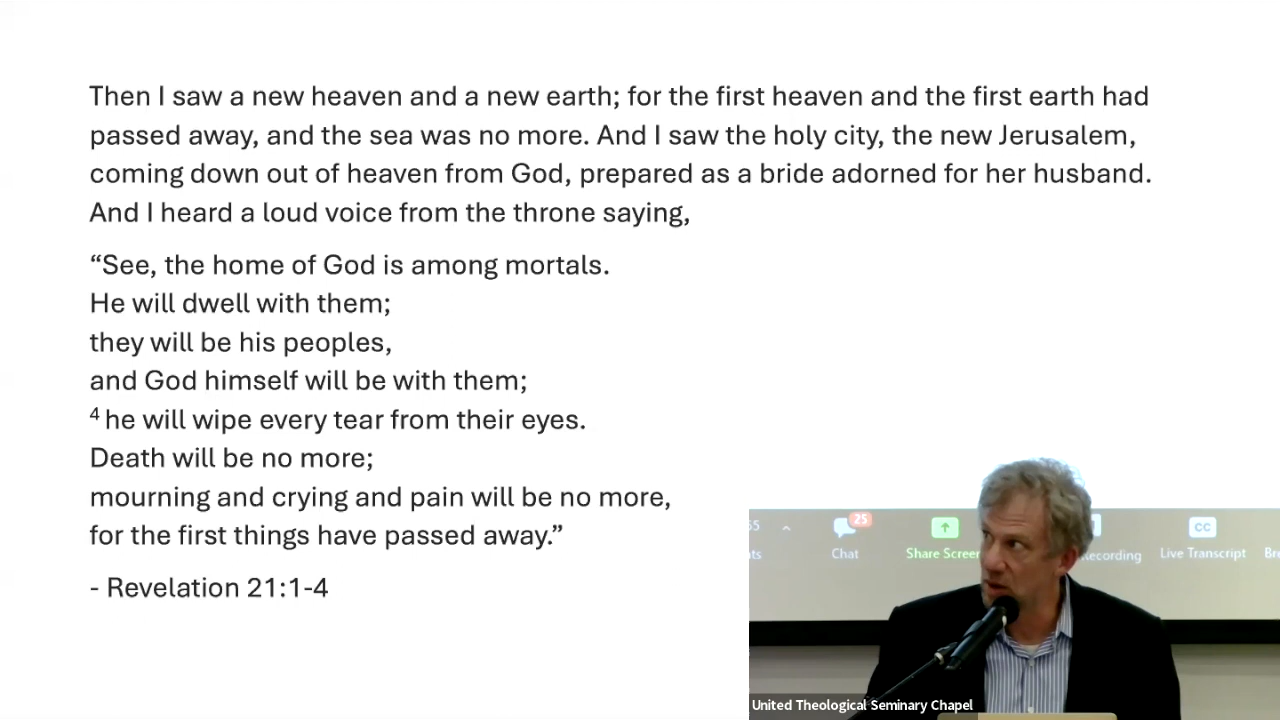 Then I saw a new heaven and a new earth; for the first heaven and the first earth had
passed away, and the sea was no more. And I saw the holy city, the new Jerusalem,
coming down out of heaven from God, prepared as a bride adorned for her husband.
And I heard a loud voice from the throne saying,
“See, the home of God is among mortals.
He will dwell with them;
they will be his peoples,
and God himself will be with them;
⁴ he will wipe every tear from their eyes.
Death will be no more;
mourning and crying and pain will be no more,
for the first things have passed away.”
- Revelation 21:1-4
25
Chat
Share Screen
Recording
CC
Live Transcript
United Theological Seminary Chapel